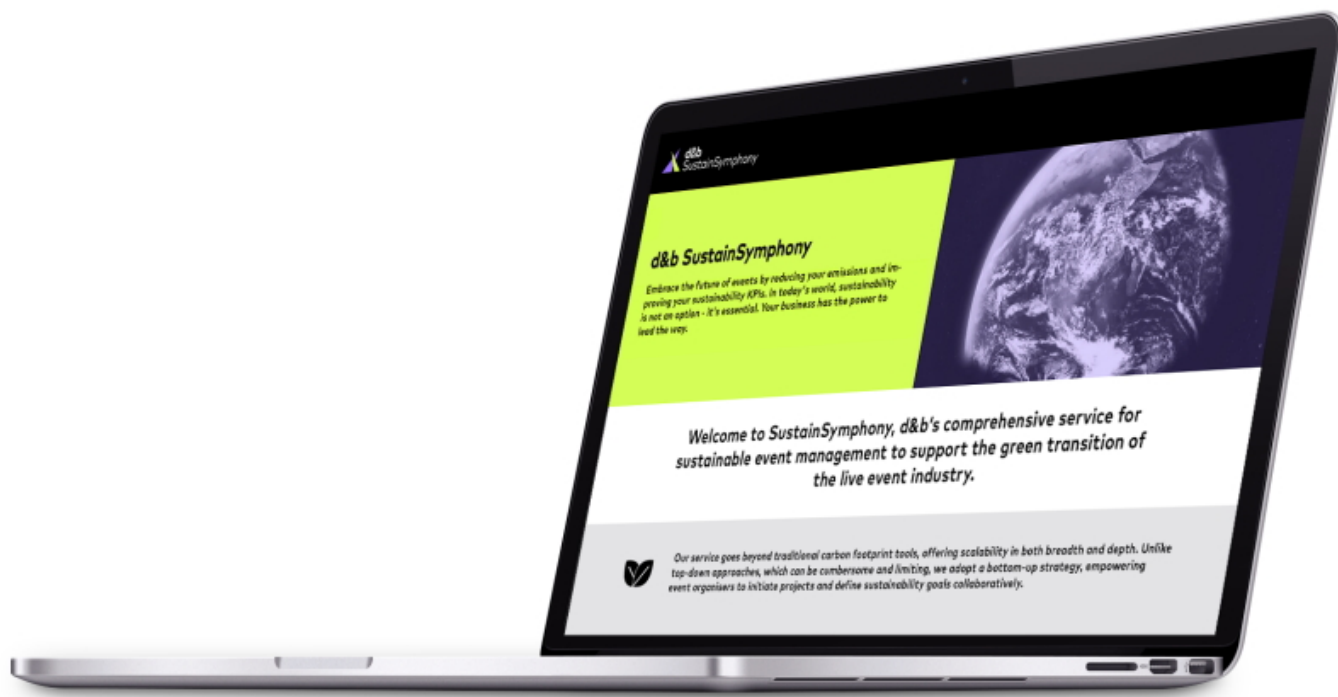 d&b
SustainSymphony
d&b SustainSymphony
Embrace the future of events by reducing your emissions and im-
proving your sustainability KPIs. In today's world, sustainability
is not an option - it's essential. Your business has the power to
lead the way.
Welcome to SustainSymphony, d&b's comprehensive service for
sustainable event management to support the green transition of
the live event industry.
Our service goes beyond traditional carbon footprint tools, offering scalability in both breadth and depth. Unlike
top-down approaches, which can be cumbersome and limiting, we adopt a bottom-up strategy, empowering
event organisers to initiate projects and define sustainability goals collaboratively.